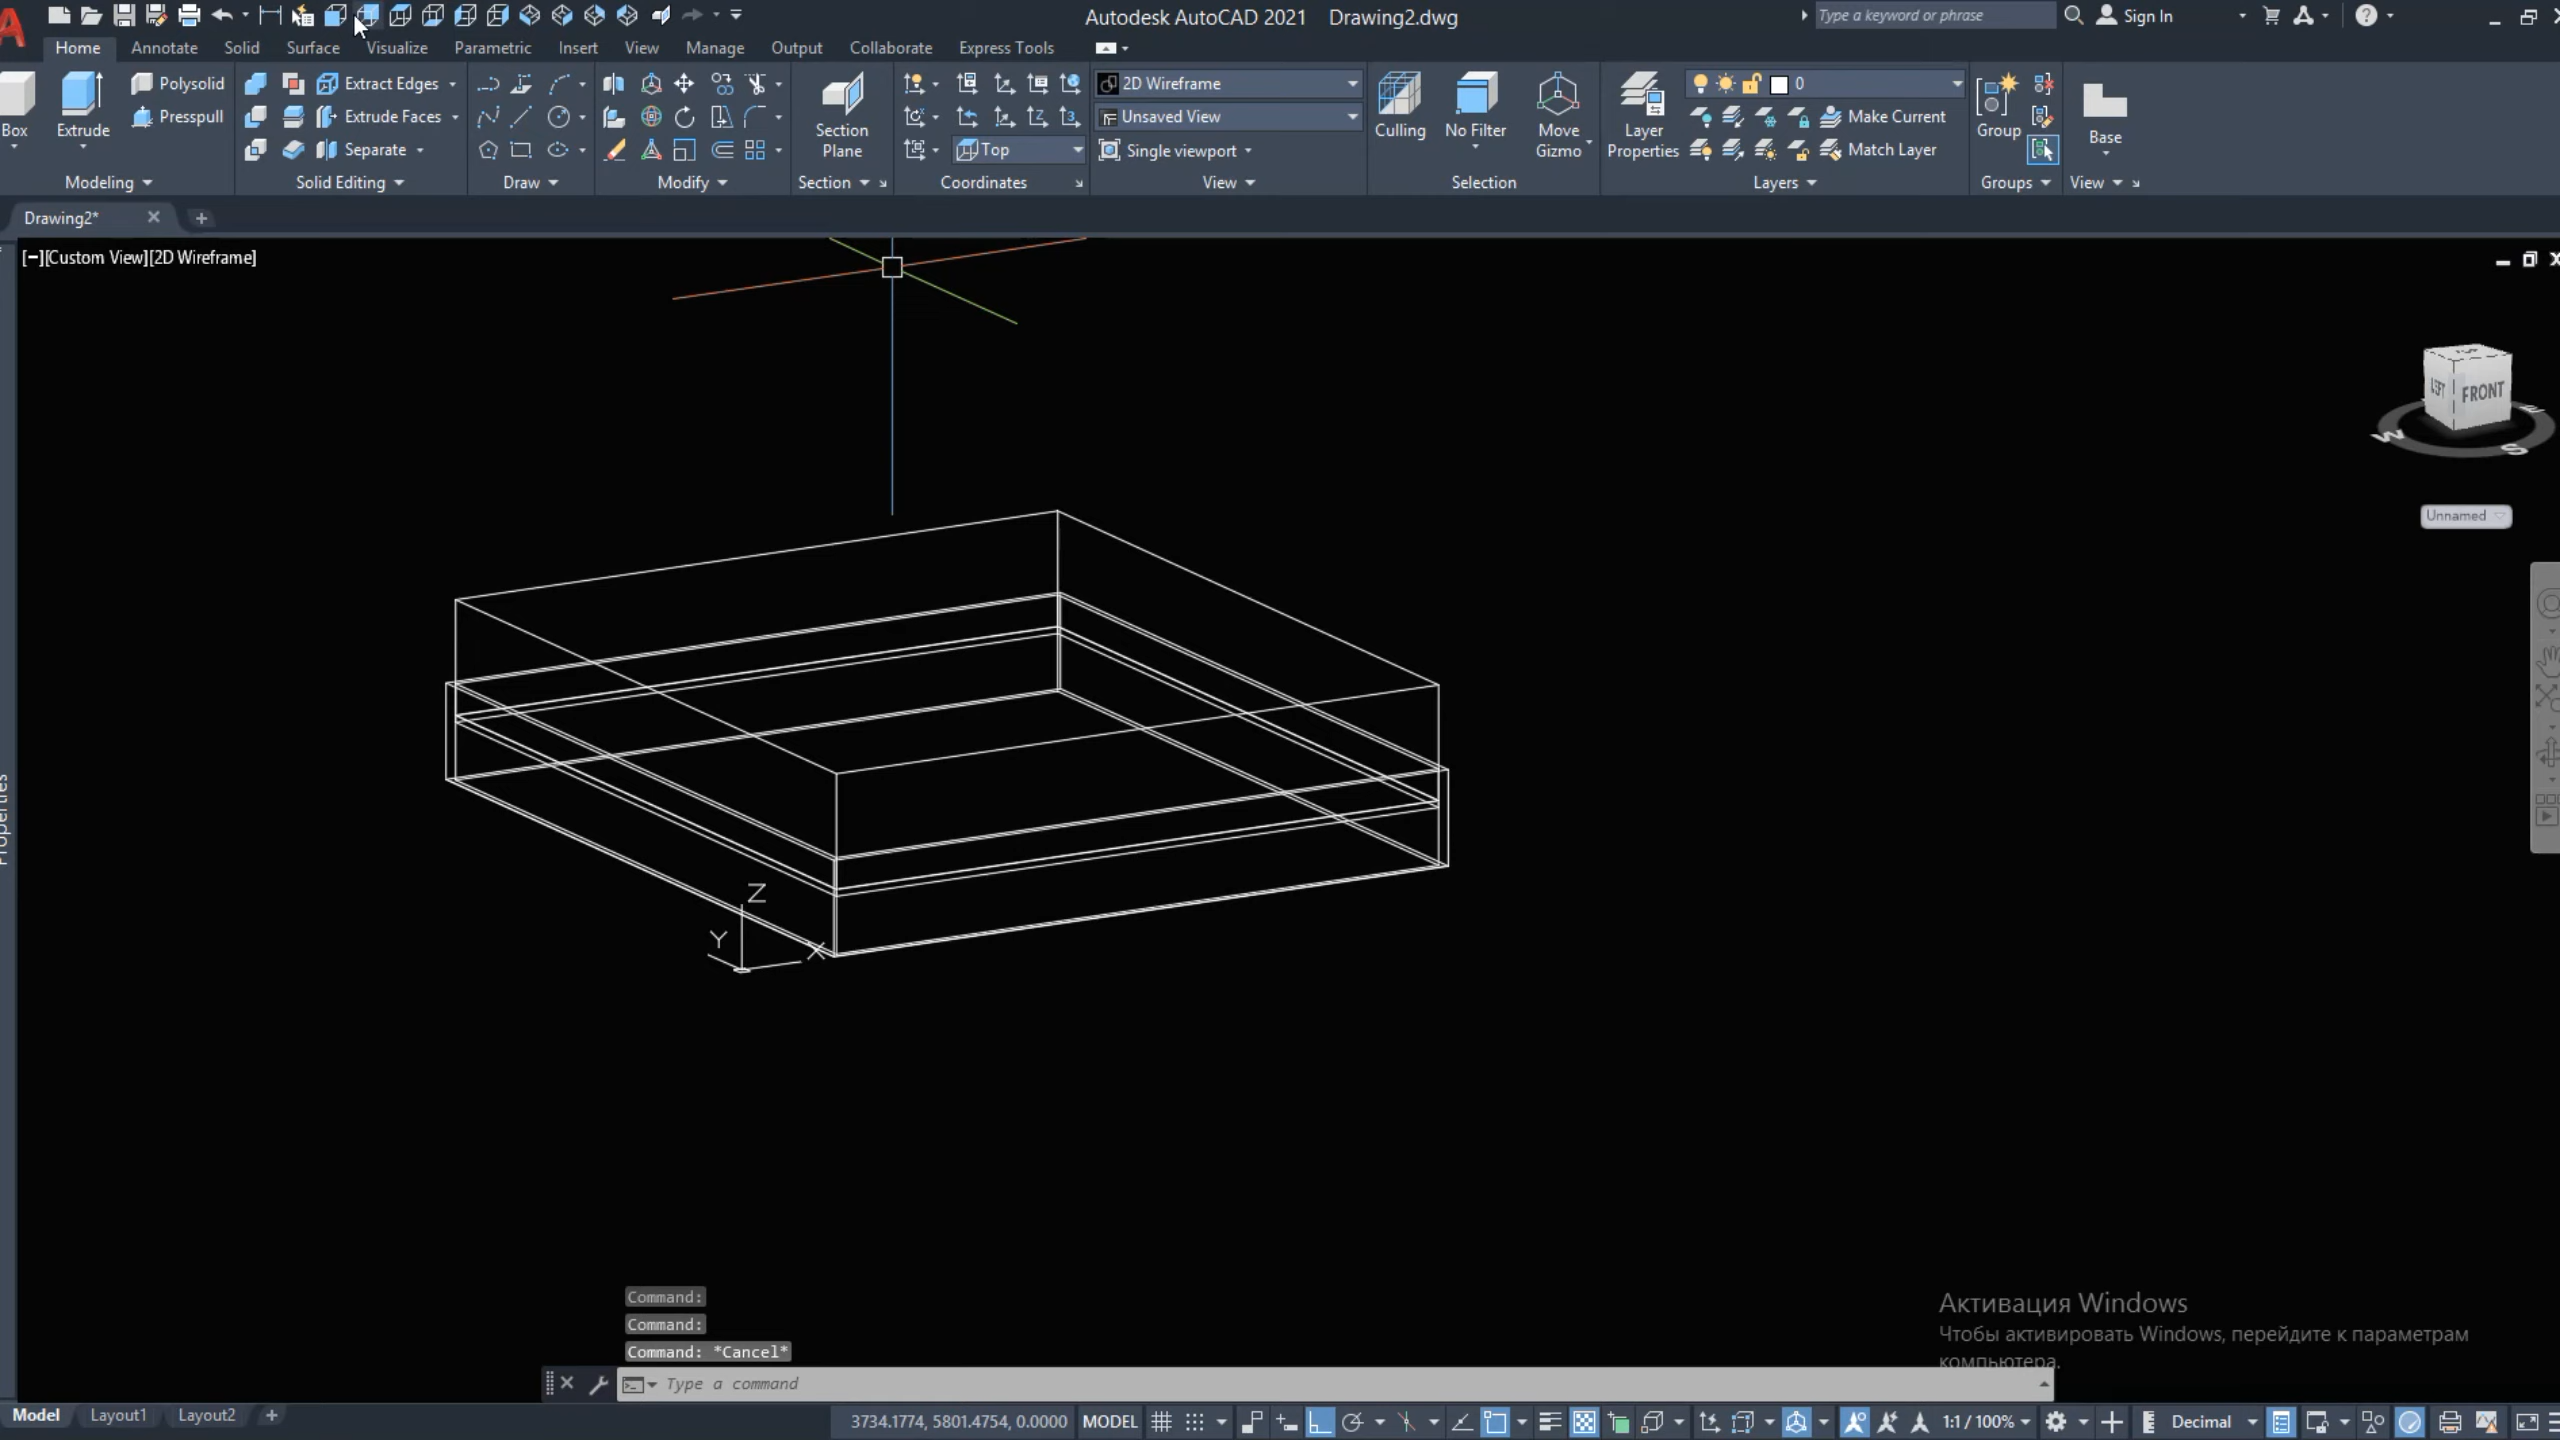 Autodesk AutoCAD 2021 Drawing2.dwg
Type a keyword or phrase
Sign In
Home Annotate Solid Surface Visualize Parametric Insert View Manage Output Collaborate Express Tools
Box
Extrude
Polysolid
Presspull
Modeling
Extract Edges
Extrude Faces
Separate
Solid Editing
Draw
Modify
Section
Plane
Section
Top
Coordinates
2D Wireframe
Unsaved View
Single viewport
View
Culling
No Filter
Move
Gizmo
Selection
Layer
Properties
0
Make Current
Match Layer
Layers
Group
Groups
Base
View
Drawing2*
[−][Custom View][2D Wireframe]
TOP
LEFT FRONT
W S E
Unnamed
Properties
Z
Y X
Command:
Command:
Command: *Cancel*
Type a command
Активация Windows
Чтобы активировать Windows, перейдите к параметрам
компьютера.
Model Layout1 Layout2
3734.1774, 5801.4754, 0.0000 MODEL 1:1 / 100% Decimal